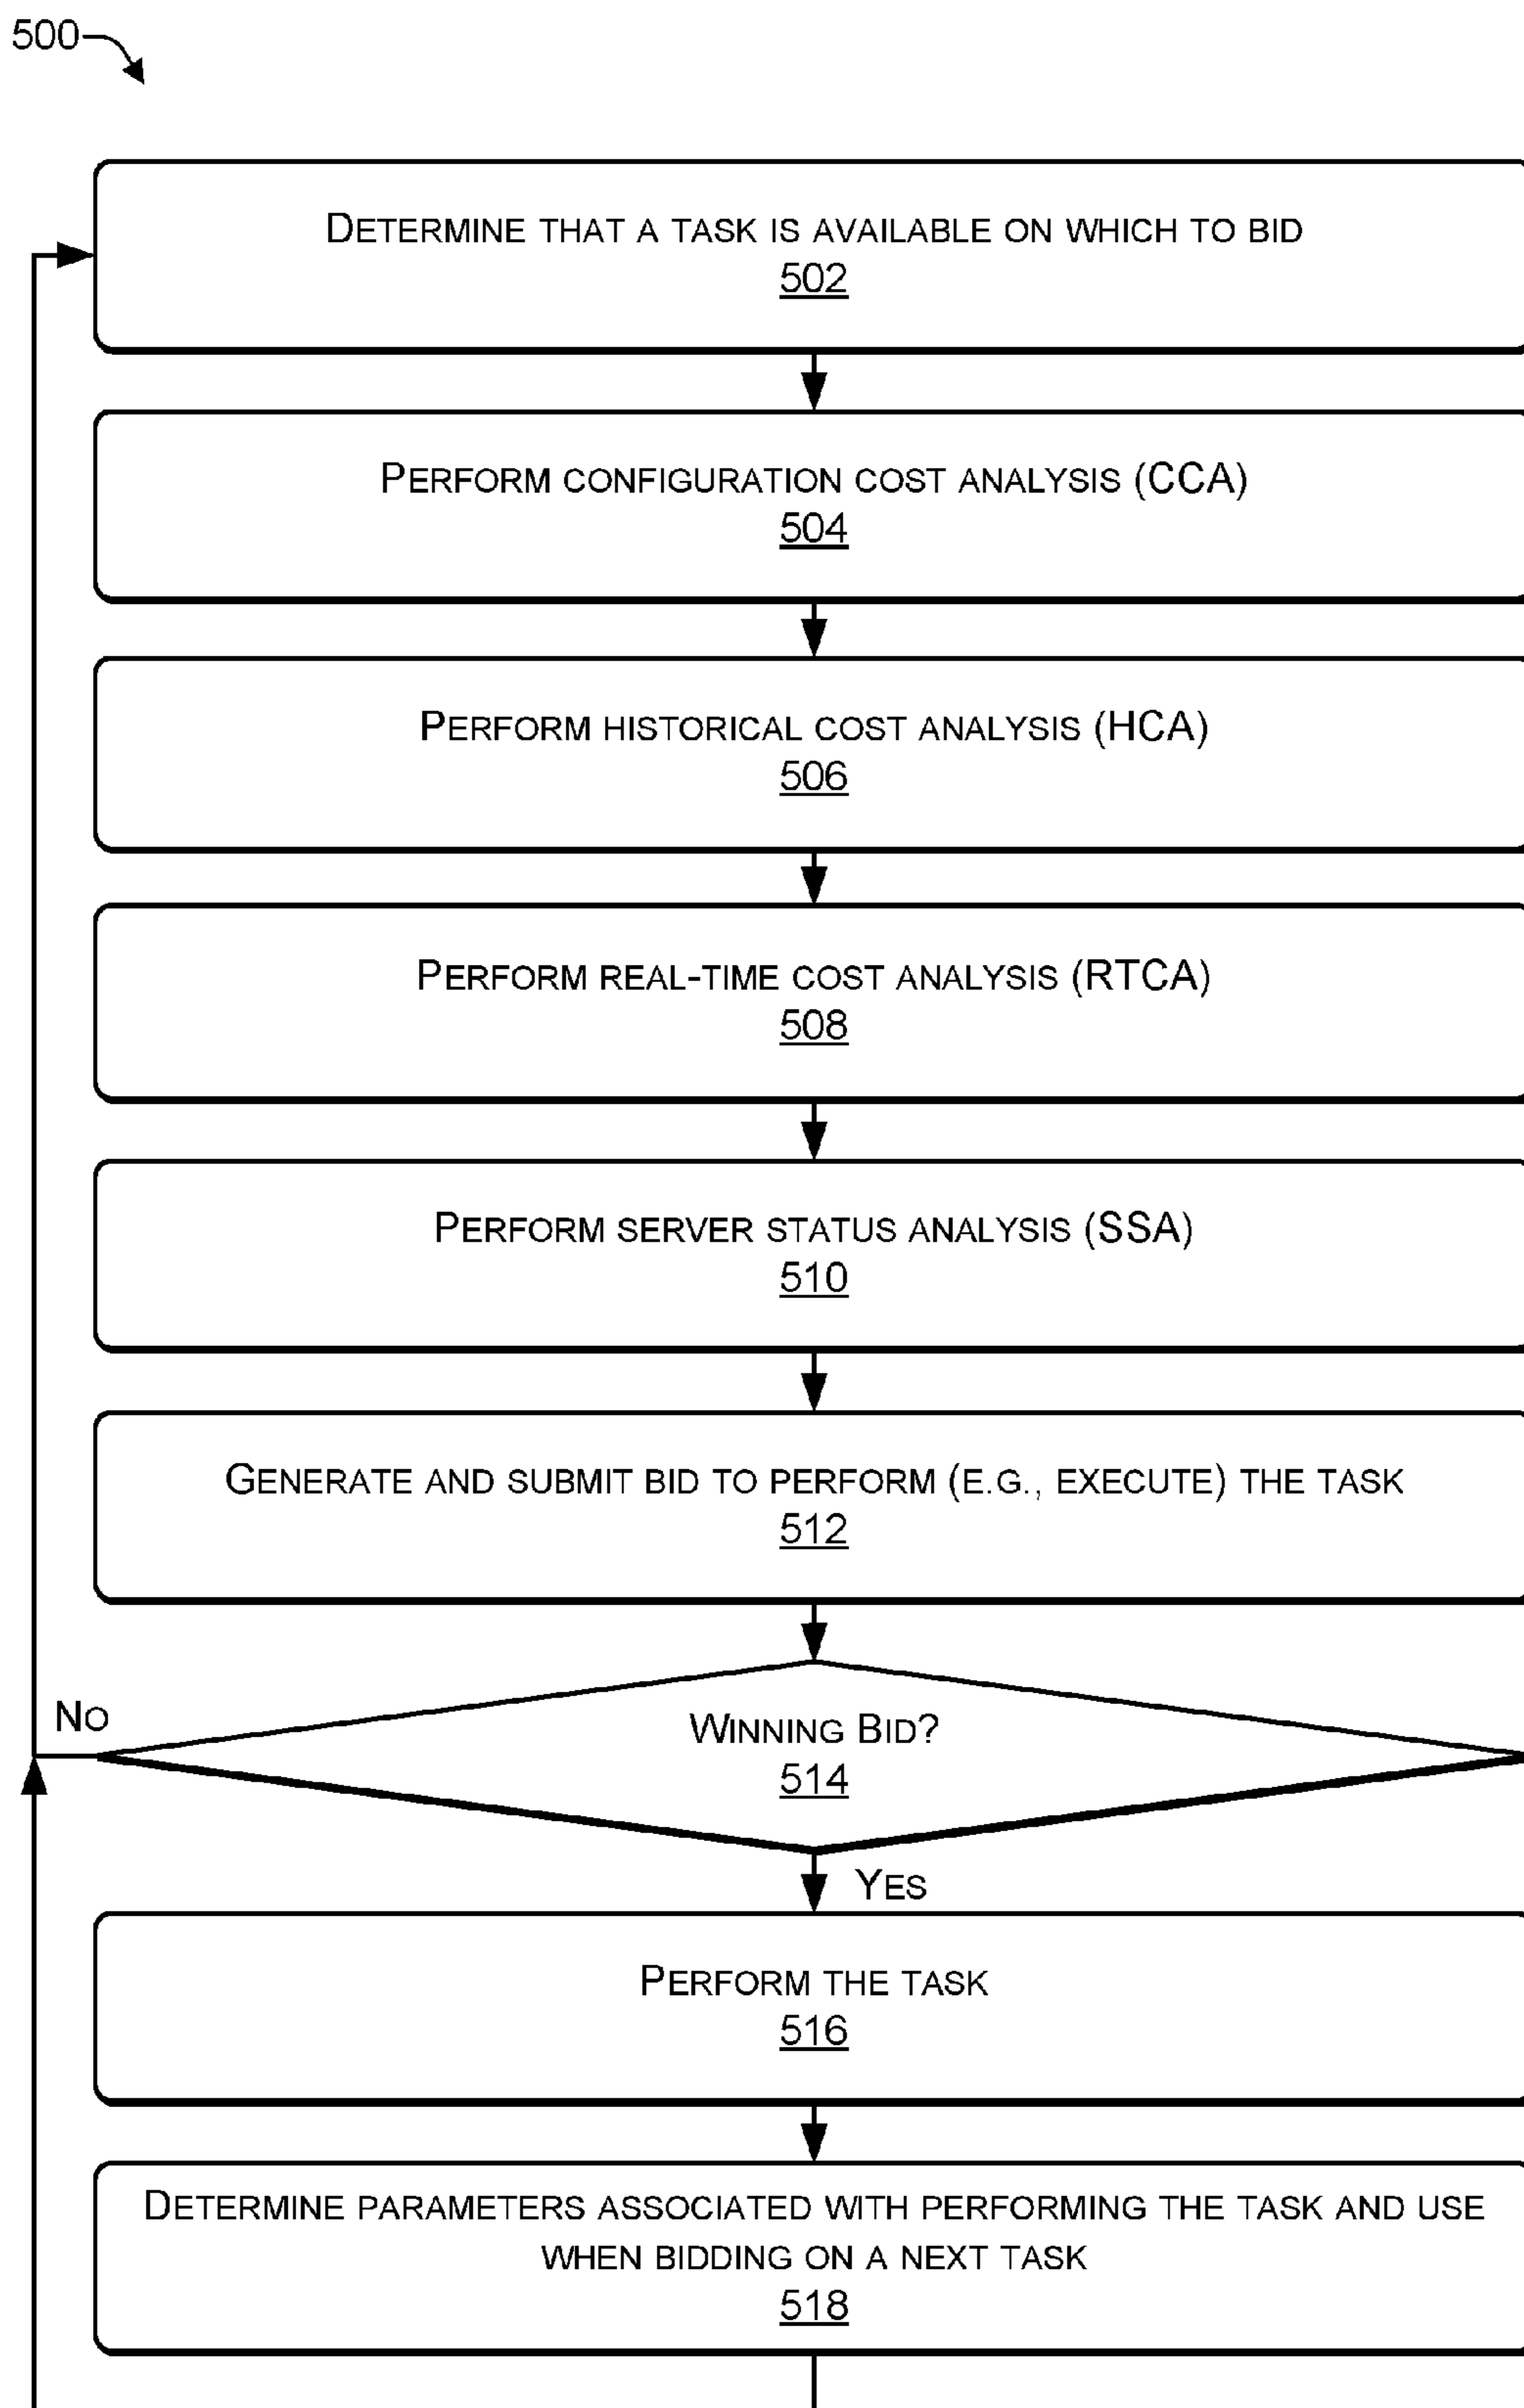 500
DETERMINE THAT A TASK IS AVAILABLE ON WHICH TO BID
502
PERFORM CONFIGURATION COST ANALYSIS (CCA)
504
PERFORM HISTORICAL COST ANALYSIS (HCA)
506
PERFORM REAL-TIME COST ANALYSIS (RTCA)
508
PERFORM SERVER STATUS ANALYSIS (SSA)
510
GENERATE AND SUBMIT BID TO PERFORM (E.G., EXECUTE) THE TASK
512
NO
WINNING BID?
514
YES
PERFORM THE TASK
516
DETERMINE PARAMETERS ASSOCIATED WITH PERFORMING THE TASK AND USE
WHEN BIDDING ON A NEXT TASK
518